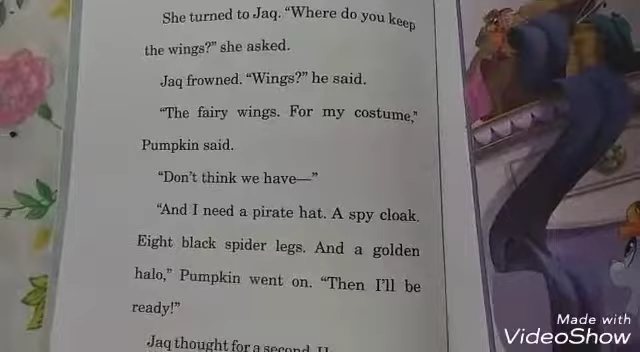 She turned to Jaq. “Where do you keep
the wings?” she asked.
Jaq frowned. “Wings?” he said.
“The fairy wings. For my costume,”
Pumpkin said.
“Don’t think we have—”
“And I need a pirate hat. A spy cloak.
Eight black spider legs. And a golden
halo,” Pumpkin went on. “Then I’ll be
ready!”
Jaq thought for a second.
Made with
VideoShow